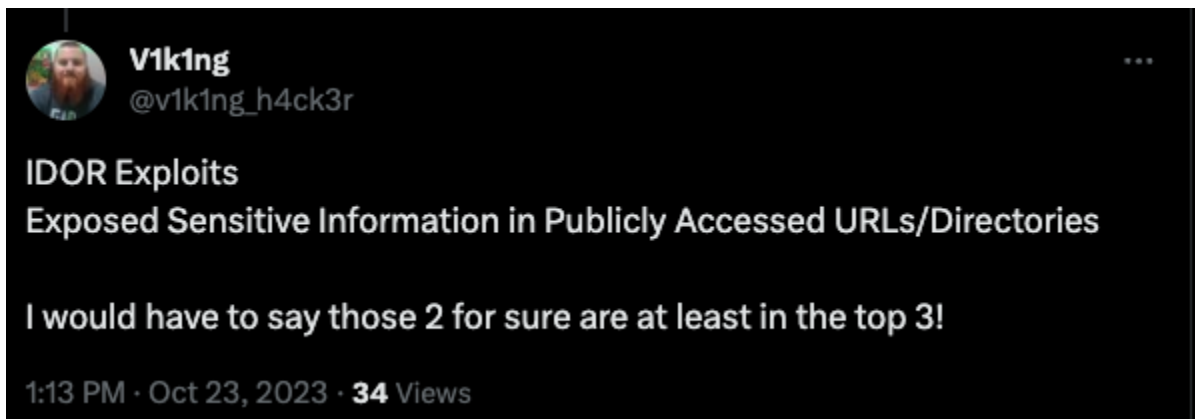 V1k1ng
@v1k1ng_h4ck3r
IDOR Exploits
Exposed Sensitive Information in Publicly Accessed URLs/Directories
I would have to say those 2 for sure are at least in the top 3!
1:13 PM · Oct 23, 2023 · 34 Views